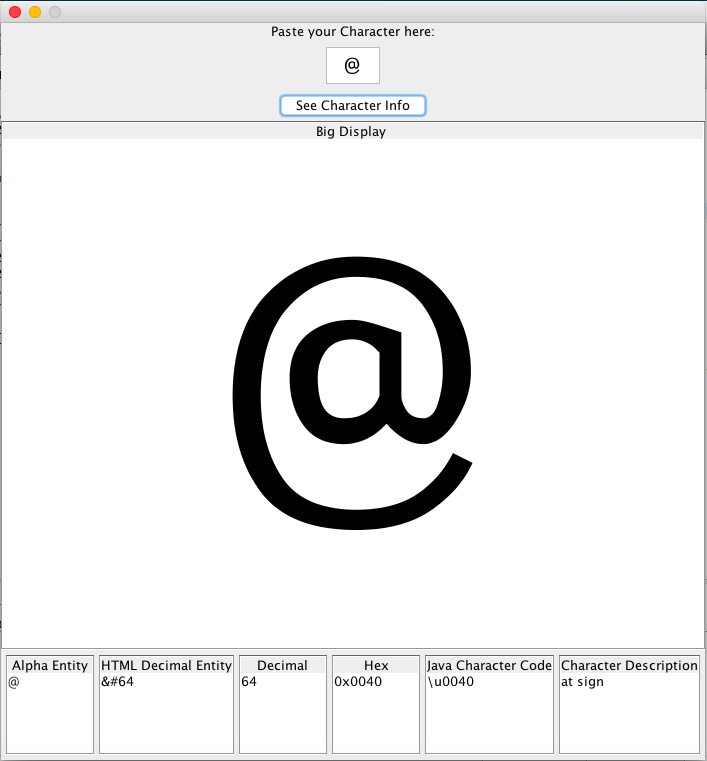 Paste your Character here:
@
See Character Info
Big Display
@
Alpha Entity HTML Decimal Entity Decimal Hex Java Character Code Character Description
@ &#64 64 0x0040 \u0040 at sign